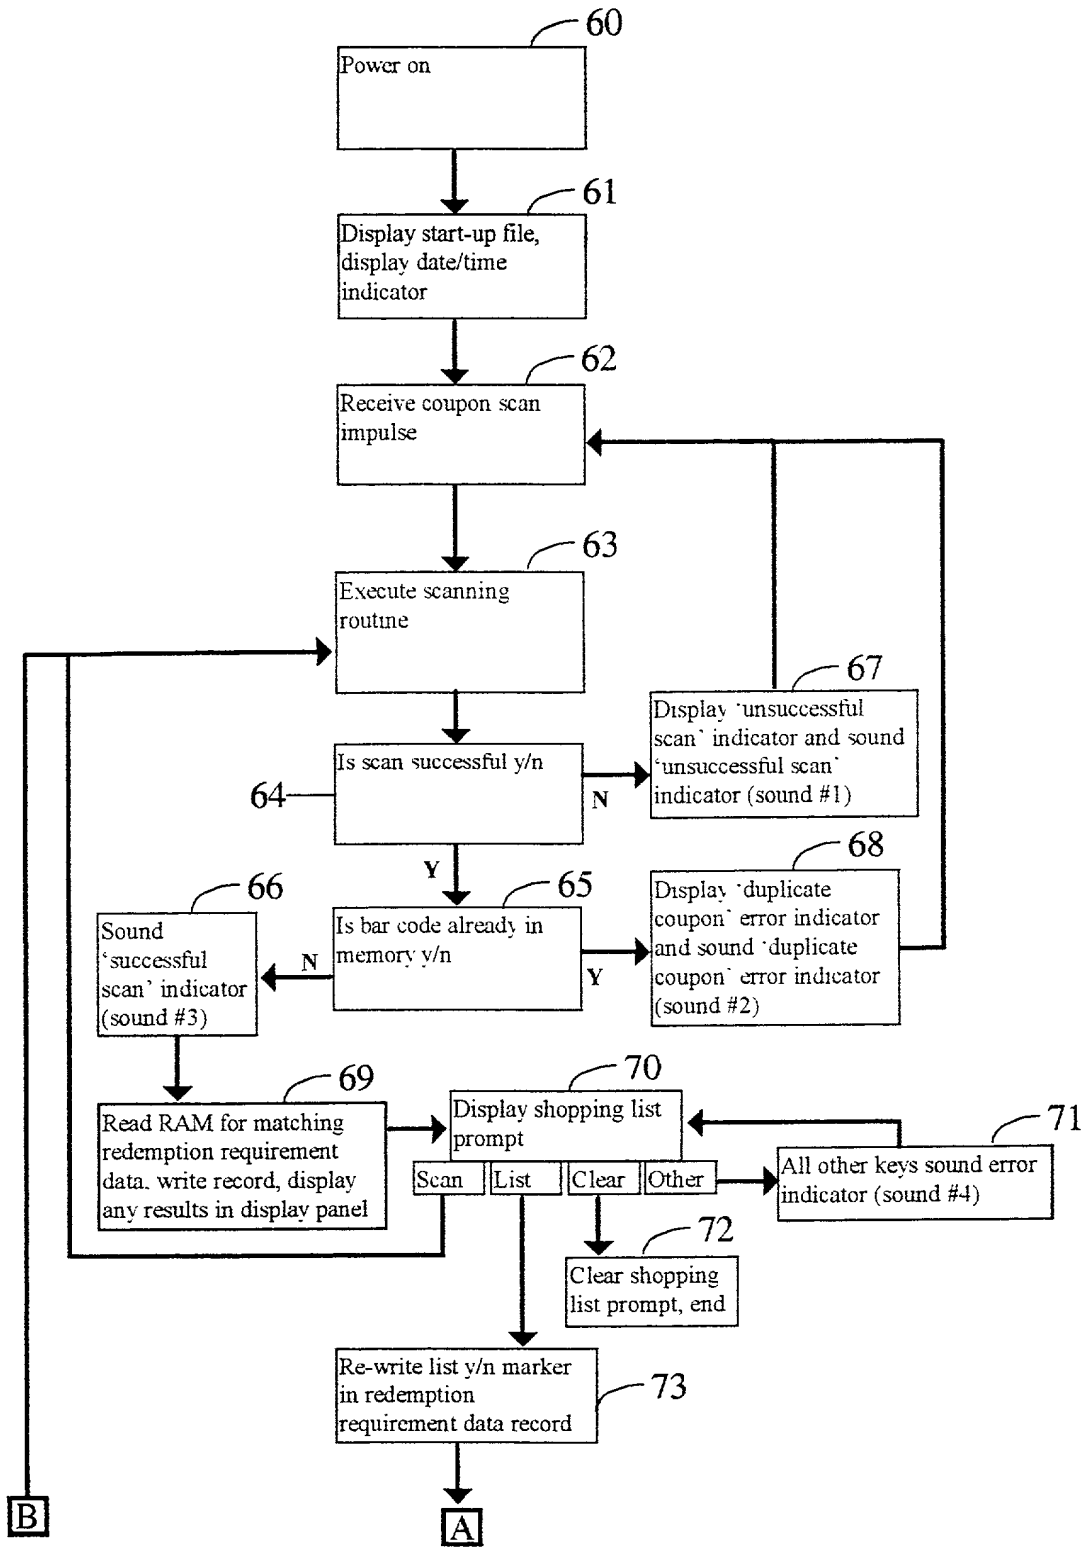 60
Power on
61
Display start-up file,
display date/time
indicator
62
Receive coupon scan
impulse
63
Execute scanning
routine
67
Display 'unsuccessful
scan' indicator and sound
'unsuccessful scan'
indicator (sound #1)
Is scan successful y/n
64
N
Y
68
Display 'duplicate
coupon' error indicator
and sound 'duplicate
coupon' error indicator
(sound #2)
65
Is bar code already in
memory y/n
N
Y
66
Sound
'successful
scan' indicator
(sound #3)
69
Read RAM for matching
redemption requirement
data. write record, display
any results in display panel
70
Display shopping list
prompt
Scan
List
Clear
Other
71
All other keys sound error
indicator (sound #4)
72
Clear shopping
list prompt, end
Re-write list y/n marker
in redemption
requirement data record
73
B
A